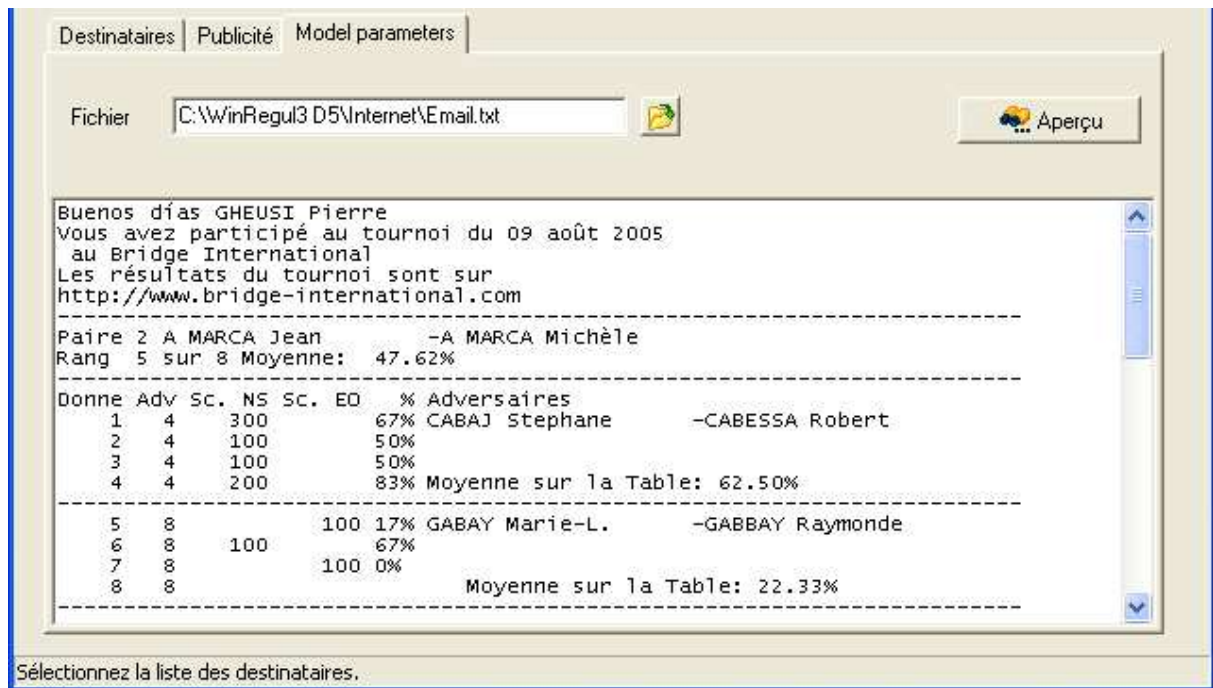 Destinataires Publicité Model parameters
Fichier C:\WinRegul3 D5\Internet\Email.txt Aperçu
Buenos días GHEUSI Pierre
Vous avez participé au tournoi du 09 août 2005
au Bridge International
Les résultats du tournoi sont sur
http://www.bridge-international.com
-------------------------------------------------------------------------
Paire 2 A MARCA Jean -A MARCA Michèle
Rang 5 sur 8 Moyenne: 47.62%
-------------------------------------------------------------------------
Donne Adv Sc. NS Sc. EO % Adversaires
1 4 300 67% CABAJ Stephane -CABESSA Robert
2 4 100 50%
3 4 100 50%
4 4 200 83% Moyenne sur la Table: 62.50%
-------------------------------------------------------------------------
5 8 100 17% GABAY Marie-L. -GABBAY Raymonde
6 8 100 67%
7 8 100 0%
8 8 Moyenne sur la Table: 22.33%
-------------------------------------------------------------------------
Sélectionnez la liste des destinataires.